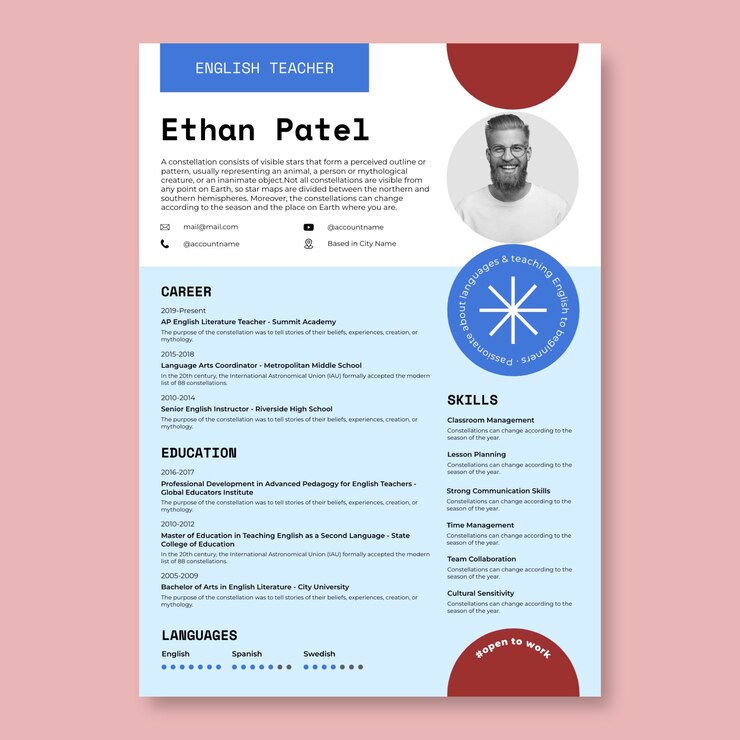 ENGLISH TEACHER
Ethan Patel
A constellation consists of visible stars that form a perceived outline or
pattern, usually representing an animal, a person or mythological
creature, or an inanimate object.Not all constellations are visible from
any point on Earth, so star maps are divided between the northern and
southern hemispheres. Moreover, the constellations can change
according to the season and the place on Earth where you are.
mail@mail.com
@accountname
@accountname
Based in City Name
Passionate about languages & teaching English to beginners ·
CAREER
2019-Present
AP English Literature Teacher - Summit Academy
The purpose of the constellation was to tell stories of their beliefs, experiences, creation, or
mythology.
2015-2018
Language Arts Coordinator - Metropolitan Middle School
In the 20th century, the International Astronomical Union (IAU) formally accepted the modern
list of 88 constellations.
2010-2014
Senior English Instructor - Riverside High School
The purpose of the constellation was to tell stories of their beliefs, experiences, creation, or
mythology.
EDUCATION
2016-2017
Professional Development in Advanced Pedagogy for English Teachers -
Global Educators Institute
The purpose of the constellation was to tell stories of their beliefs, experiences, creation, or
mythology.
2010-2012
Master of Education in Teaching English as a Second Language - State
College of Education
In the 20th century, the International Astronomical Union (IAU) formally accepted the modern
list of 88 constellations.
2005-2009
Bachelor of Arts in English Literature - City University
The purpose of the constellation was to tell stories of their beliefs, experiences, creation, or
mythology.
LANGUAGES
English
Spanish
Swedish
SKILLS
Classroom Management
Constellations can change according to the
season of the year.
Lesson Planning
Constellations can change according to the
season of the year.
Strong Communication Skills
Constellations can change according to the
season of the year.
Time Management
Constellations can change according to the
season of the year.
Team Collaboration
Constellations can change according to the
season of the year.
Cultural Sensitivity
Constellations can change according to the
season of the year.
#open to work